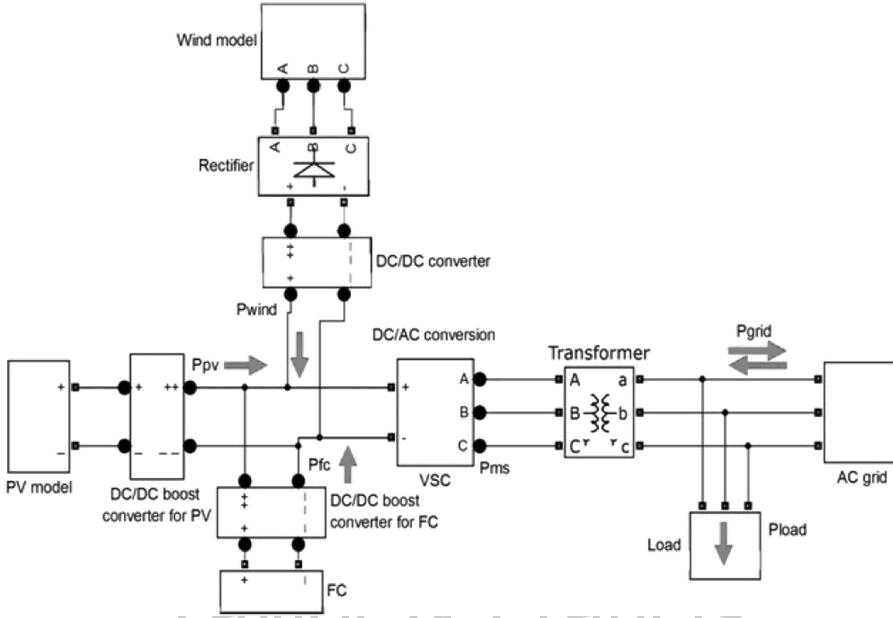 Wind model
A B C
A B C
Rectifier
+ -
++ --
DC/DC converter
+
Pwind
DC/AC conversion
Pgrid
Transformer
Ppv
+ + ++ + A A a
B B b
- - -- - C C c
Y Y
PV model
DC/DC boost
converter for PV
Pfc
VSC
Pms
AC grid
++ --
DC/DC boost
converter for FC
+
Load
Pload
+ -
FC